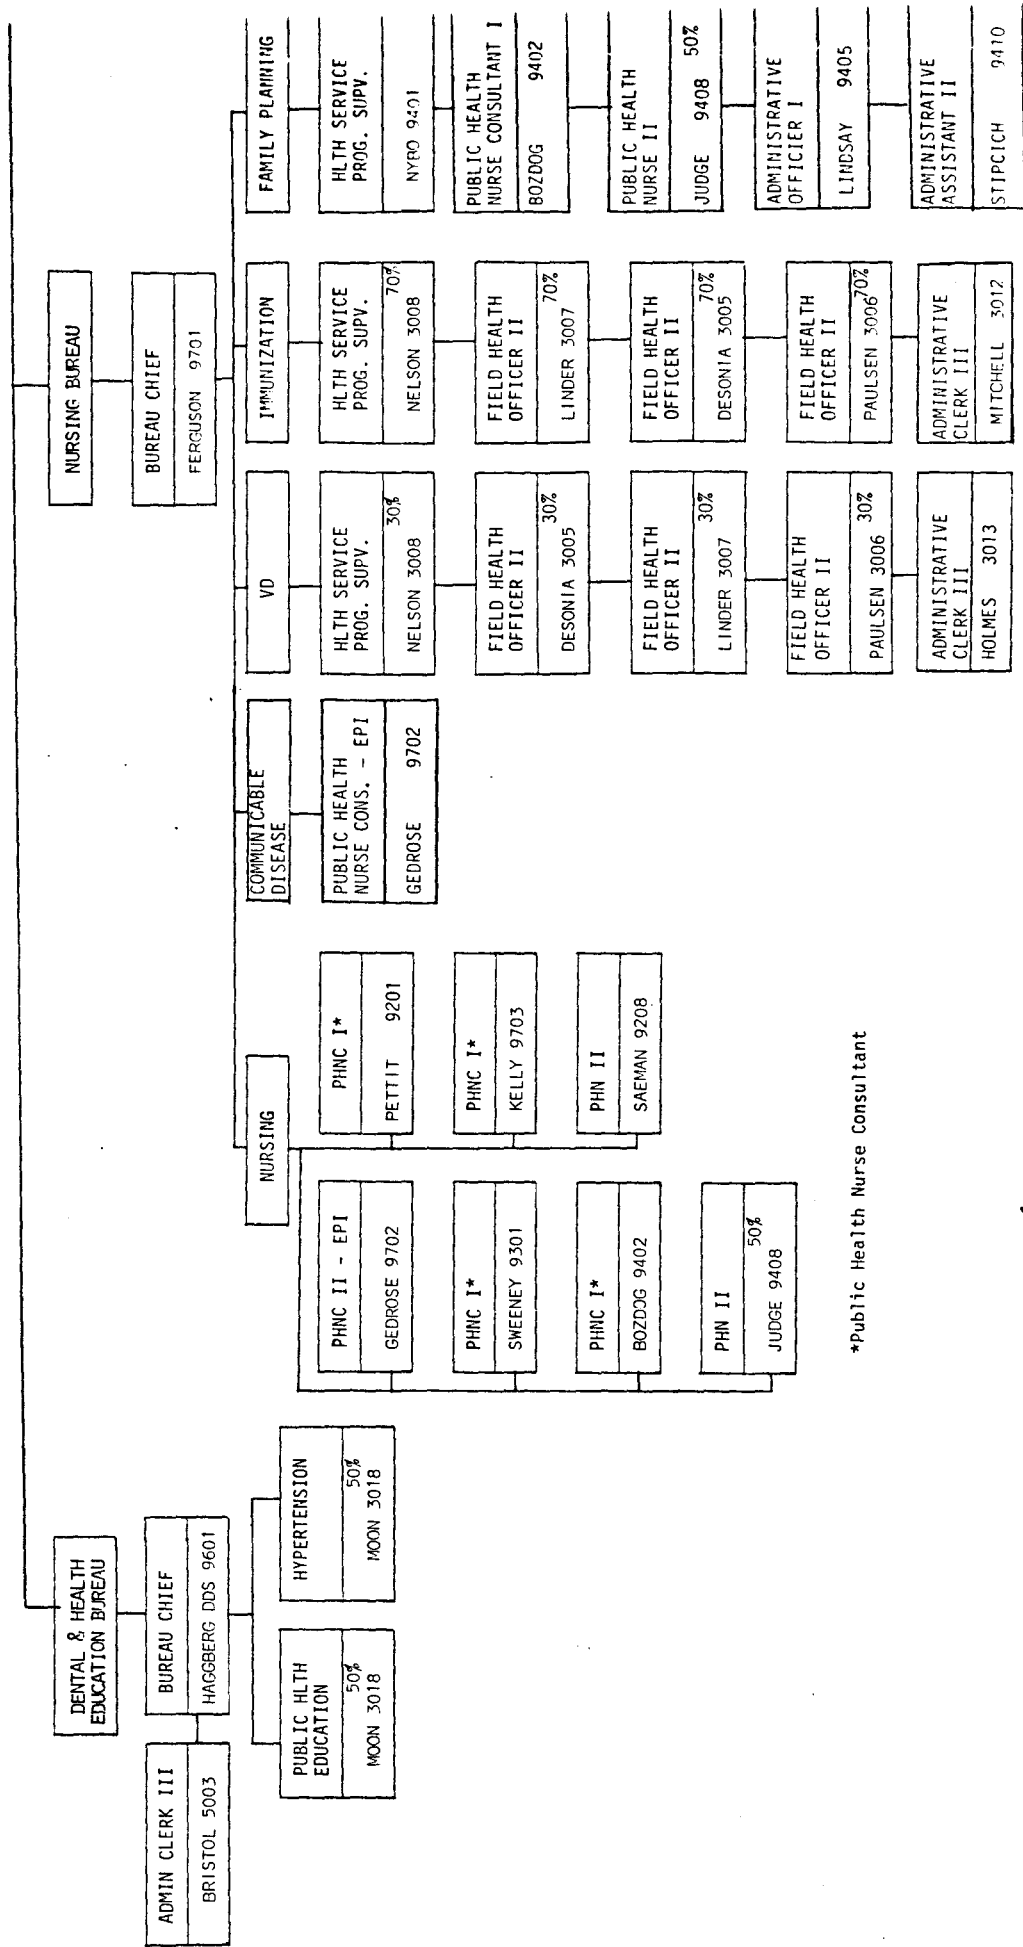 DENTAL & HEALTH
EDUCATION BUREAU
ADMIN CLERK III
BRISTOL 5003
BUREAU CHIEF
HAGGBERG DDS 9601
PUBLIC HLTH
EDUCATION
50%
MOON 3018
HYPERTENSION
50%
MOON 3018
NURSING BUREAU
BUREAU CHIEF
FERGUSON 9701
NURSING
PHNC II - EPI
GEDROSE 9702
PHNC I*
SWEENEY 9301
PHNC I*
BOZDOG 9402
PHN II
50%
JUDGE 9408
PHNC I*
PETTIT 9201
PHNC I*
KELLY 9703
PHN II
SAEMAN 9208
COMMUNICABLE
DISEASE
PUBLIC HEALTH
NURSE CONS. - EPI
GEDROSE 9702
VD
HLTH SERVICE
PROG. SUPV.
30%
NELSON 3008
FIELD HEALTH
OFFICER II
30%
DESONIA 3005
FIELD HEALTH
OFFICER II
30%
LINDER 3007
FIELD HEALTH
OFFICER II
30%
PAULSEN 3006
ADMINISTRATIVE
CLERK III
HOLMES 3013
IMMUNIZATION
HLTH SERVICE
PROG. SUPV.
70%
NELSON 3008
FIELD HEALTH
OFFICER II
70%
LINDER 3007
FIELD HEALTH
OFFICER II
70%
DESONIA 3005
FIELD HEALTH
OFFICER II
PAULSEN 3006 70%
ADMINISTRATIVE
CLERK III
MITCHELL 3012
FAMILY PLANNING
HLTH SERVICE
PROG. SUPV.
NYBO 9401
PUBLIC HEALTH
NURSE CONSULTANT I
BOZDOG 9402
PUBLIC HEALTH
NURSE II
50%
JUDGE 9408
ADMINISTRATIVE
OFFICIER I
LINDSAY 9405
ADMINISTRATIVE
ASSISTANT II
STIPCICH 9410
*Public Health Nurse Consultant